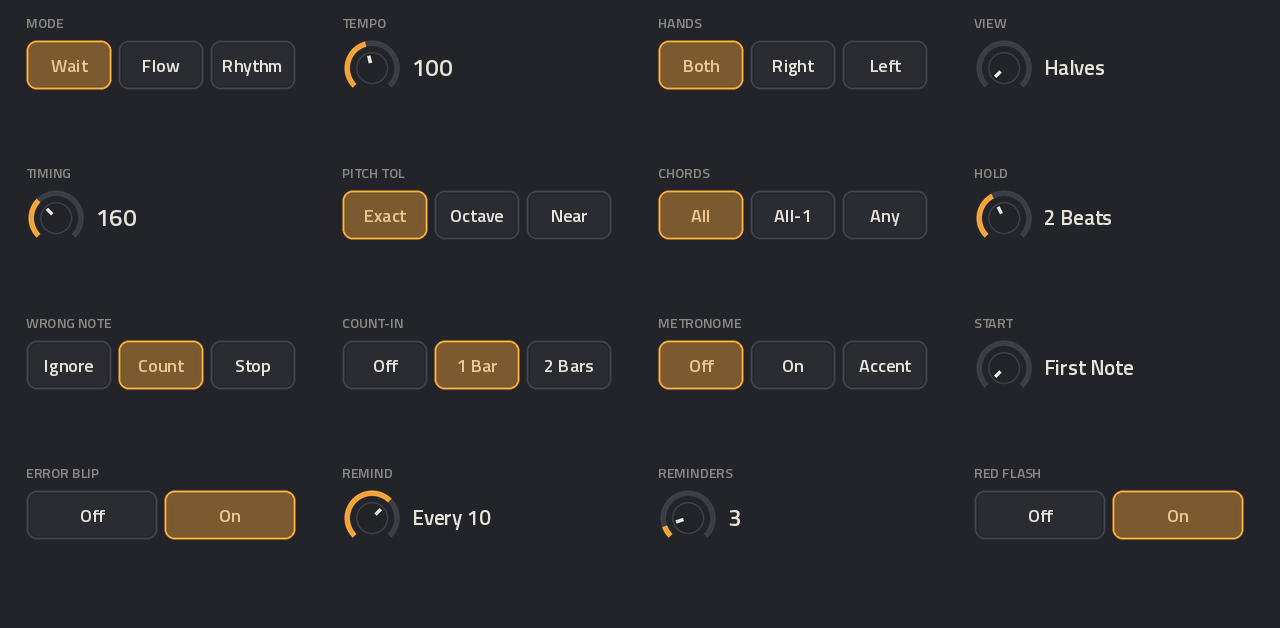 MODE
TEMPO
HANDS
VIEW
Wait Flow Rhythm
100
Both Right Left
Halves
TIMING
PITCH TOL
CHORDS
HOLD
160
Exact Octave Near
All All-1 Any
2 Beats
WRONG NOTE
COUNT-IN
METRONOME
START
Ignore Count Stop
Off 1 Bar 2 Bars
Off On Accent
First Note
ERROR BLIP
REMIND
REMINDERS
RED FLASH
Off On
Every 10
3
Off On